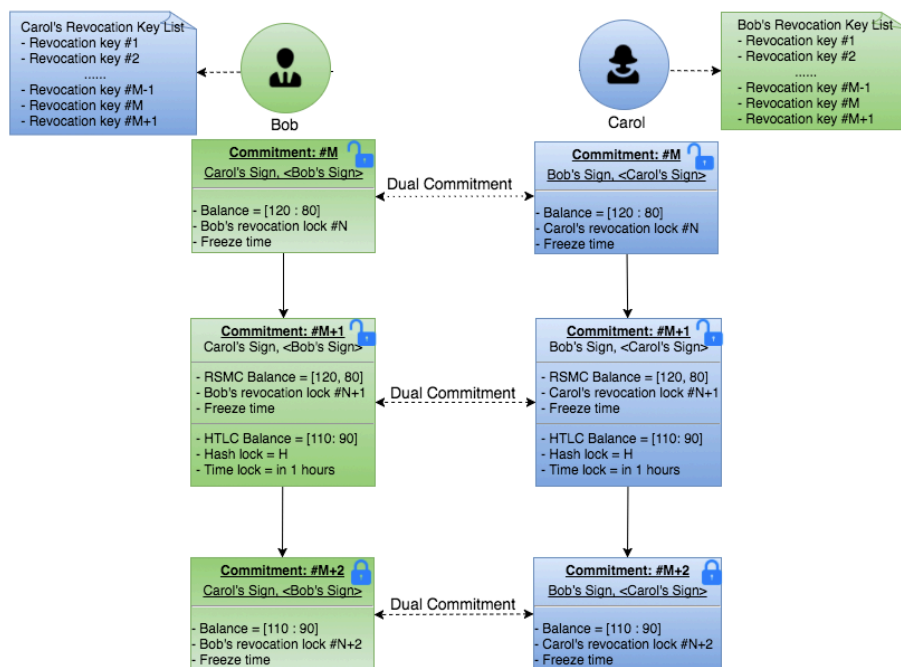 Carol's Revocation Key List
- Revocation key #1
- Revocation key #2
......
- Revocation key #M-1
- Revocation key #M
- Revocation key #M+1
Bob
Carol
Bob's Revocation Key List
- Revocation key #1
- Revocation key #2
......
- Revocation key #M-1
- Revocation key #M
- Revocation key #M+1
Commitment: #M
Carol's Sign, <Bob's Sign>
- Balance = [120 : 80]
- Bob's revocation lock #N
- Freeze time
Dual Commitment
Commitment: #M
Bob's Sign, <Carol's Sign>
- Balance = [120 : 80]
- Carol's revocation lock #N
- Freeze time
Commitment: #M+1
Carol's Sign, <Bob's Sign>
- RSMC Balance = [120, 80]
- Bob's revocation lock #N+1
- Freeze time
- HTLC Balance = [110: 90]
- Hash lock = H
- Time lock = in 1 hours
Dual Commitment
Commitment: #M+1
Bob's Sign, <Carol's Sign>
- RSMC Balance = [120, 80]
- Carol's revocation lock #N+1
- Freeze time
- HTLC Balance = [110: 90]
- Hash lock = H
- Time lock = in 1 hours
Commitment: #M+2
Carol's Sign, <Bob's Sign>
- Balance = [110 : 90]
- Bob's revocation lock #N+2
- Freeze time
Dual Commitment
Commitment: #M+2
Bob's Sign, <Carol's Sign>
- Balance = [110 : 90]
- Carol's revocation lock #N+2
- Freeze time